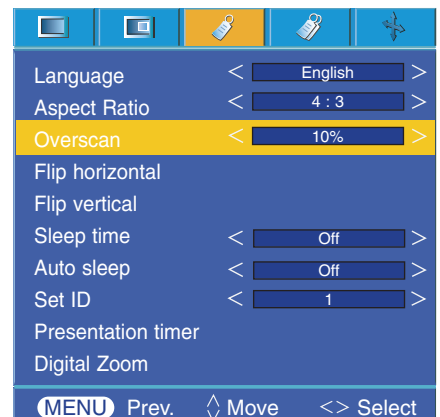 Language < English >
Aspect Ratio < 4 : 3 >
Overscan < 10% >
Flip horizontal
Flip vertical
Sleep time < Off >
Auto sleep < Off >
Set ID < 1 >
Presentation timer
Digital Zoom
MENU Prev. ◊ Move <> Select